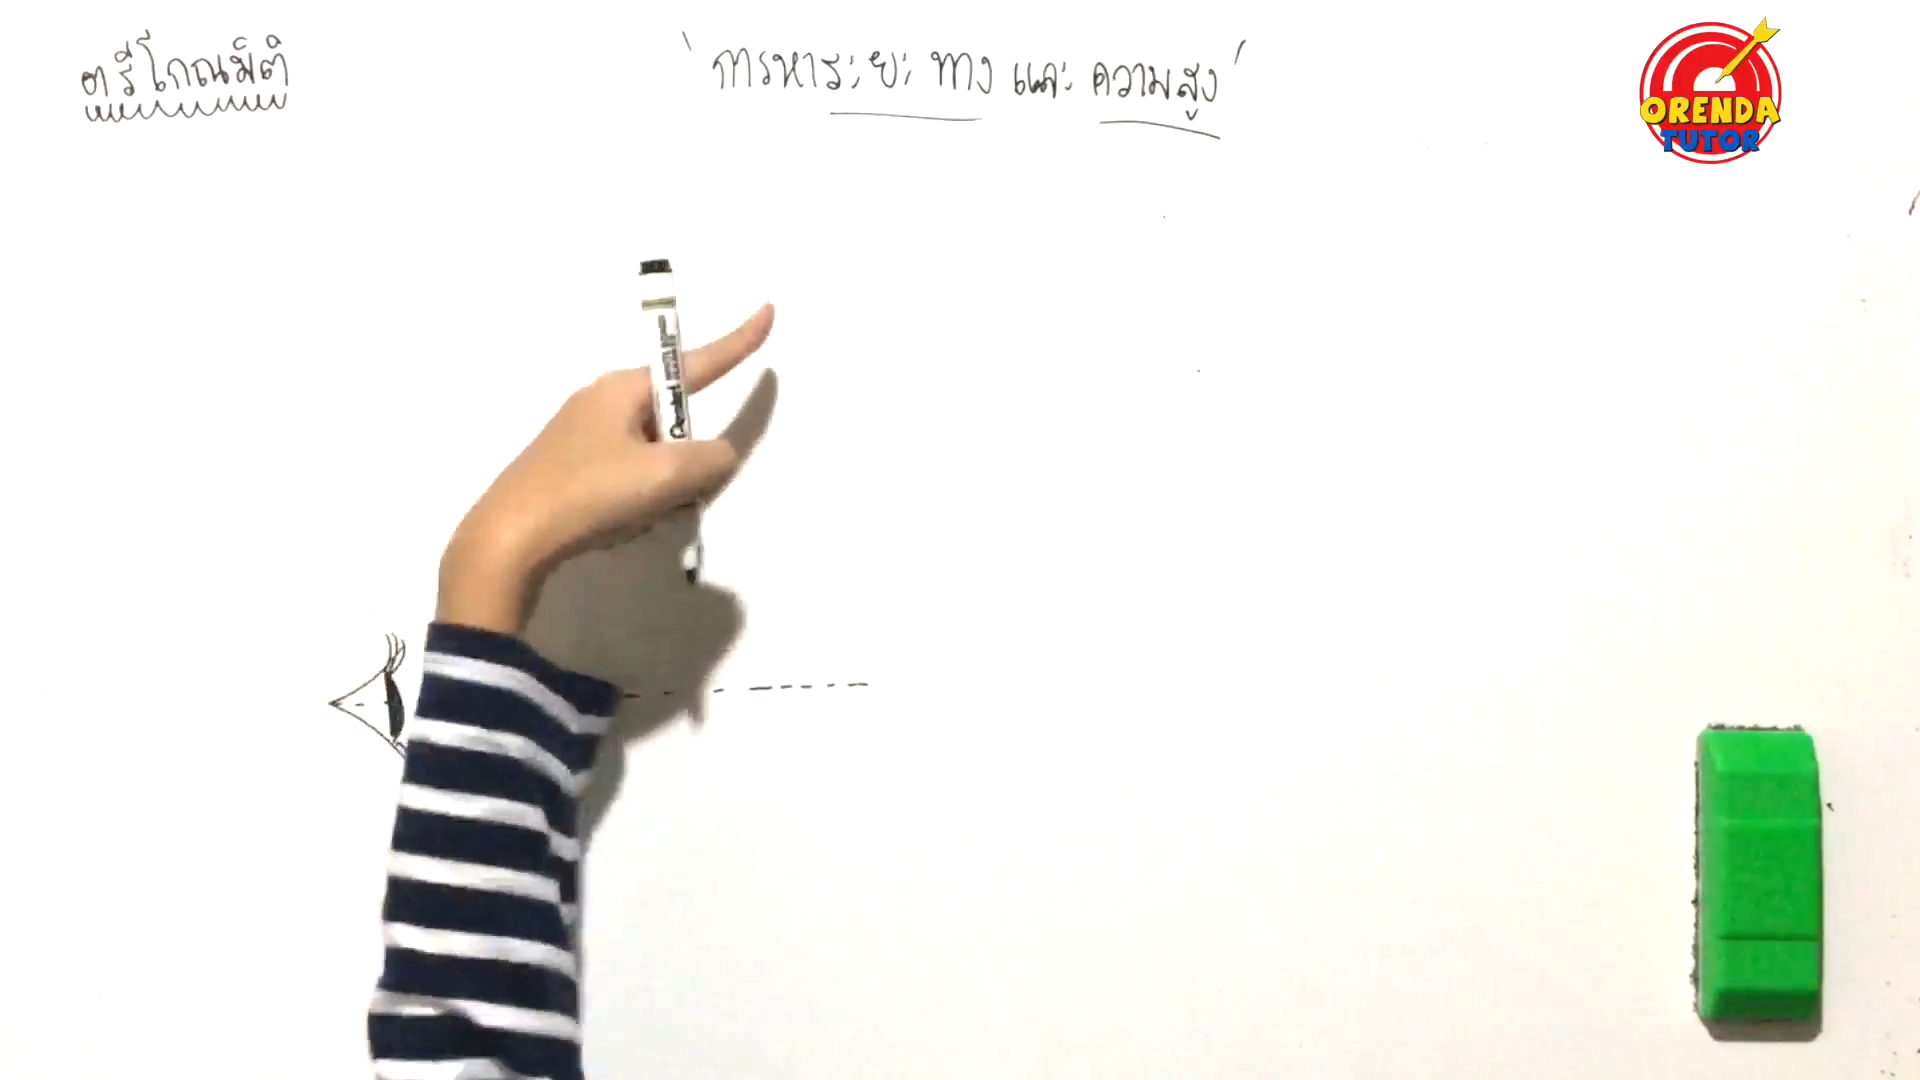 ตรีโกณมิติ
'การหาระยะทาง และ ความสูง'
ORENDA
TUTOR